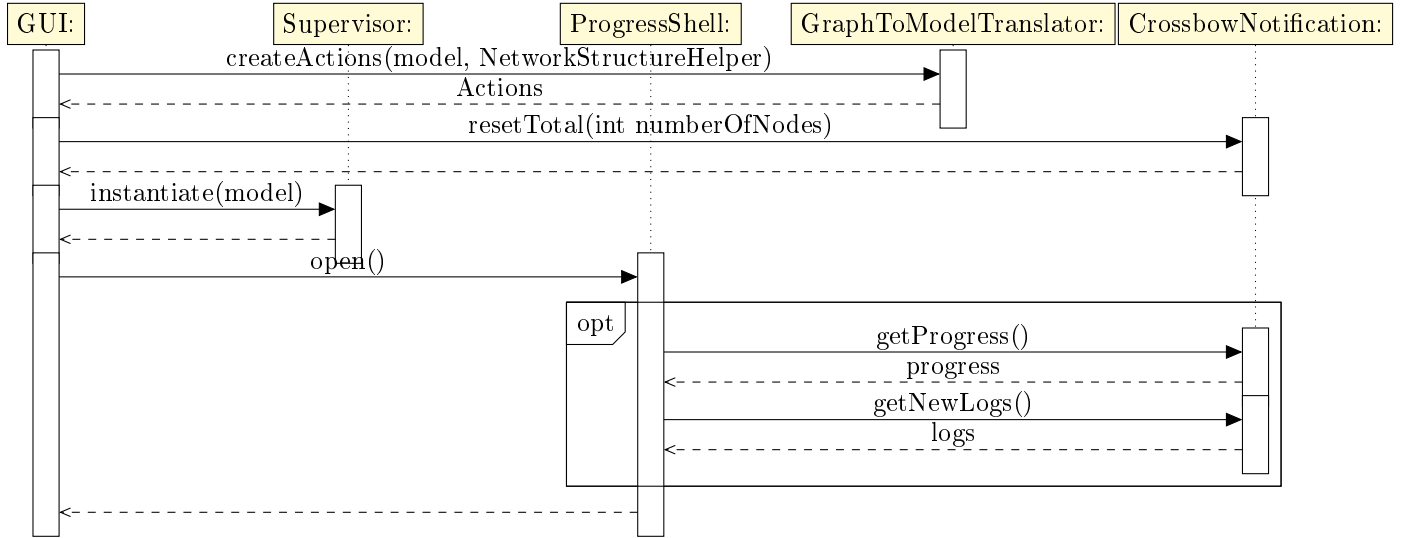 GUI:
Supervisor:
ProgressShell:
GraphToModelTranslator:
CrossbowNotification:
createActions(model, NetworkStructureHelper)
Actions
resetTotal(int numberOfNodes)
instantiate(model)
open()
opt
getProgress()
progress
getNewLogs()
logs